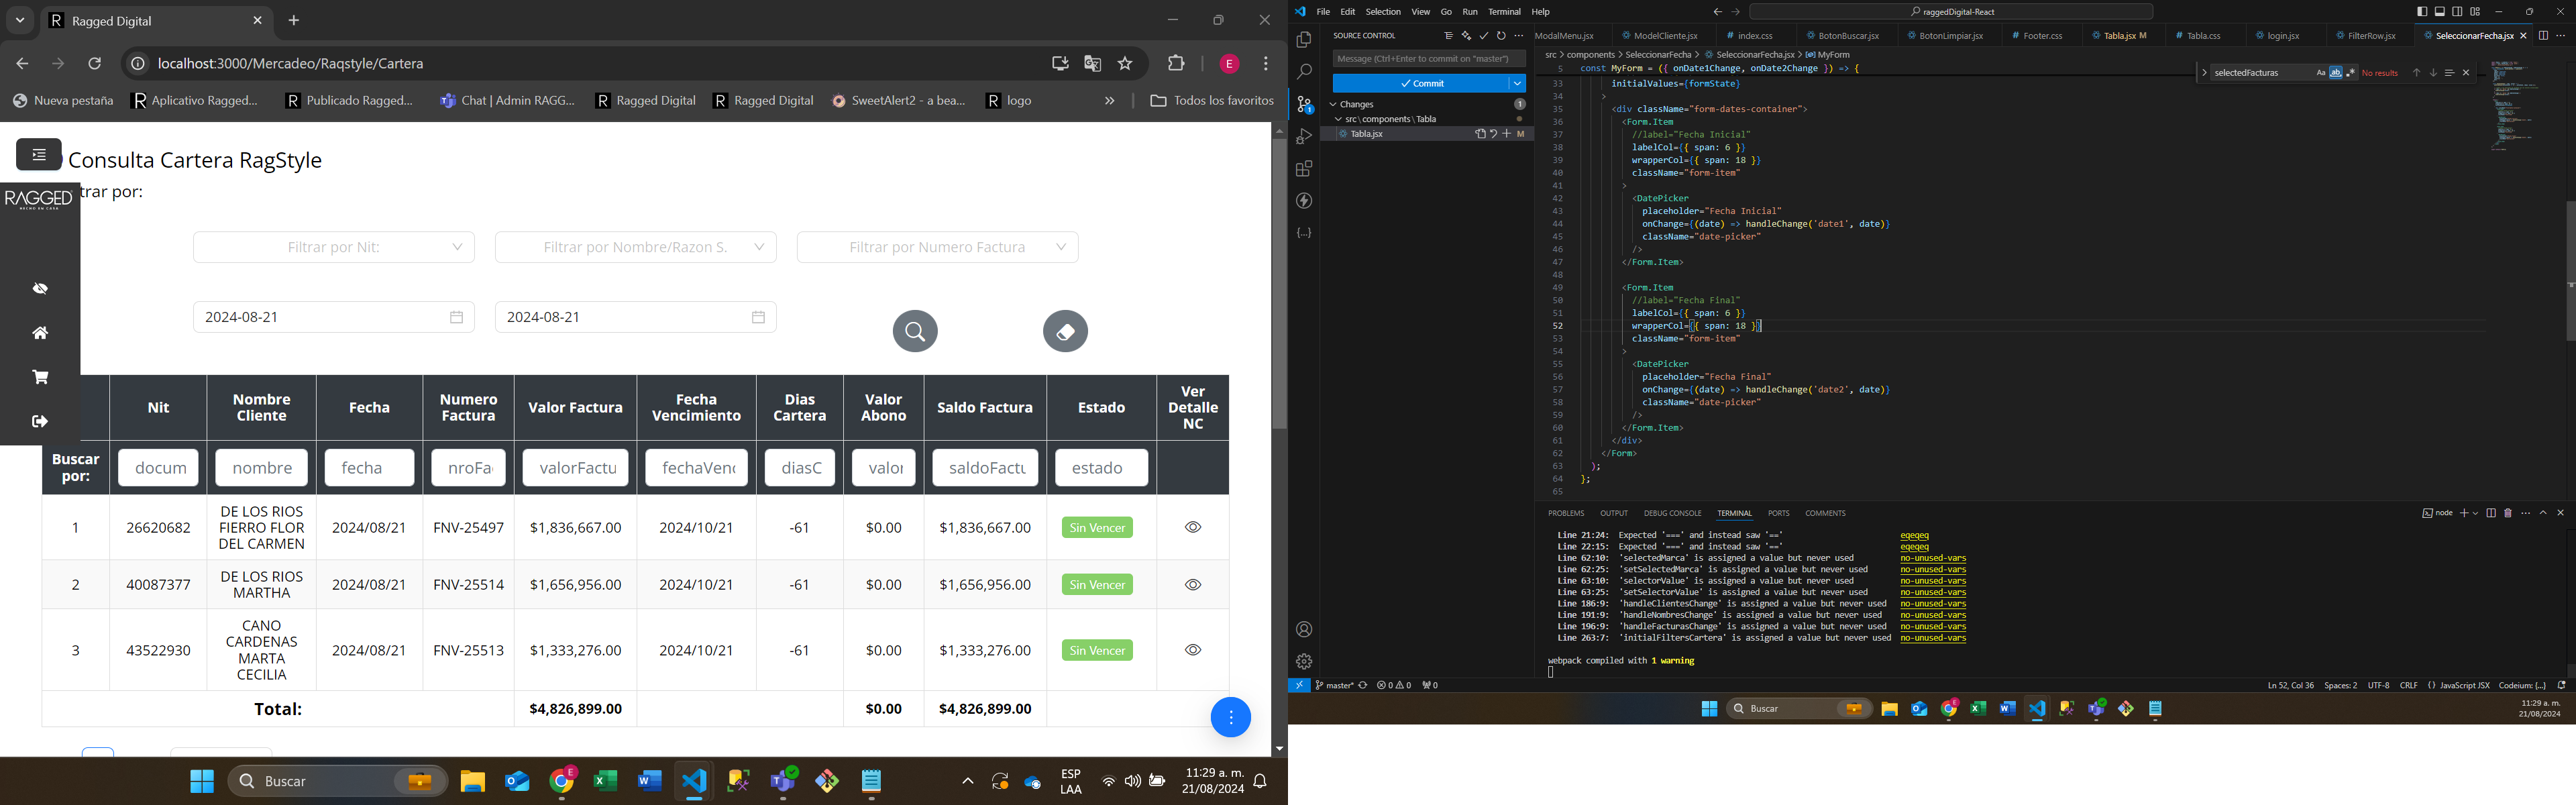 Ragged Digital
localhost:3000/Mercadeo/Raqstyle/Cartera
E
Nueva pestaña
Aplicativo Ragged...
Publicado Ragged...
Chat | Admin RAGG...
Ragged Digital
Ragged Digital
SweetAlert2 - a bea...
logo
Todos los favoritos
Consulta Cartera RagStyle
trar por:
RAGGED
HECHO EN CASA
Filtrar por Nit:
Filtrar por Nombre/Razon S.
Filtrar por Numero Factura
2024-08-21
2024-08-21
Nit
Nombre Cliente
Fecha
Numero Factura
Valor Factura
Fecha Vencimiento
Dias Cartera
Valor Abono
Saldo Factura
Estado
Ver Detalle NC
Buscar por:
docum
nombre
fecha
nroFa
valorFactu
fechaVenc
diasC
valor
saldoFactu
estado
1 26620682 DE LOS RIOS FIERRO FLOR DEL CARMEN 2024/08/21 FNV-25497 $1,836,667.00 2024/10/21 -61 $0.00 $1,836,667.00 Sin Vencer
2 40087377 DE LOS RIOS MARTHA 2024/08/21 FNV-25514 $1,656,956.00 2024/10/21 -61 $0.00 $1,656,956.00 Sin Vencer
3 43522930 CANO CARDENAS MARTA CECILIA 2024/08/21 FNV-25513 $1,333,276.00 2024/10/21 -61 $0.00 $1,333,276.00 Sin Vencer
Total: $4,826,899.00 $0.00 $4,826,899.00
Buscar
ESP
LAA
11:29 a. m.
21/08/2024
File Edit Selection View Go Run Terminal Help
raggedDigital-React
SOURCE CONTROL
Message (Ctrl+Enter to commit on "master")
Commit
Changes 1
src\components\Tabla
Tabla.jsx M
ModalMenu.jsx
ModelCliente.jsx
index.css
BotonBuscar.jsx
BotonLimpiar.jsx
Footer.css
Tabla.jsx M
Tabla.css
login.jsx
FilterRow.jsx
SeleccionarFecha.jsx
src > components > SeleccionarFecha > SeleccionarFecha.jsx > MyForm
selectedFacturas
Aa
ab
No results
5 const MyForm = ({ onDate1Change, onDate2Change }) => {
33 initialValues={formState}
34 >
35 <div className="form-dates-container">
36 <Form.Item
37 //label="Fecha Inicial"
38 labelCol={{ span: 6 }}
39 wrapperCol={{ span: 18 }}
40 className="form-item"
41 >
42 <DatePicker
43 placeholder="Fecha Inicial"
44 onChange={(date) => handleChange('date1', date)}
45 className="date-picker"
46 />
47 </Form.Item>
48
49 <Form.Item
50 //label="Fecha Final"
51 labelCol={{ span: 6 }}
52 wrapperCol={{ span: 18 }}
53 className="form-item"
54 >
55 <DatePicker
56 placeholder="Fecha Final"
57 onChange={(date) => handleChange('date2', date)}
58 className="date-picker"
59 />
60 </Form.Item>
61 </div>
62 </Form>
63 );
64 };
65
PROBLEMS OUTPUT DEBUG CONSOLE TERMINAL PORTS COMMENTS
node
Line 21:24: Expected '===' and instead saw '==' eqeqeq
Line 22:15: Expected '===' and instead saw '==' eqeqeq
Line 62:10: 'selectedMarca' is assigned a value but never used no-unused-vars
Line 62:25: 'setSelectedMarca' is assigned a value but never used no-unused-vars
Line 63:10: 'selectorValue' is assigned a value but never used no-unused-vars
Line 63:25: 'setSelectorValue' is assigned a value but never used no-unused-vars
Line 186:9: 'handleClientesChange' is assigned a value but never used no-unused-vars
Line 191:9: 'handleNombresChange' is assigned a value but never used no-unused-vars
Line 196:9: 'handleFacturasChange' is assigned a value but never used no-unused-vars
Line 263:7: 'initialFiltersCartera' is assigned a value but never used no-unused-vars
webpack compiled with 1 warning
master* 0 0 0
Ln 52, Col 36 Spaces: 2 UTF-8 CRLF {} JavaScript JSX Codeium: {...}
Buscar
11:29 a. m.
21/08/2024